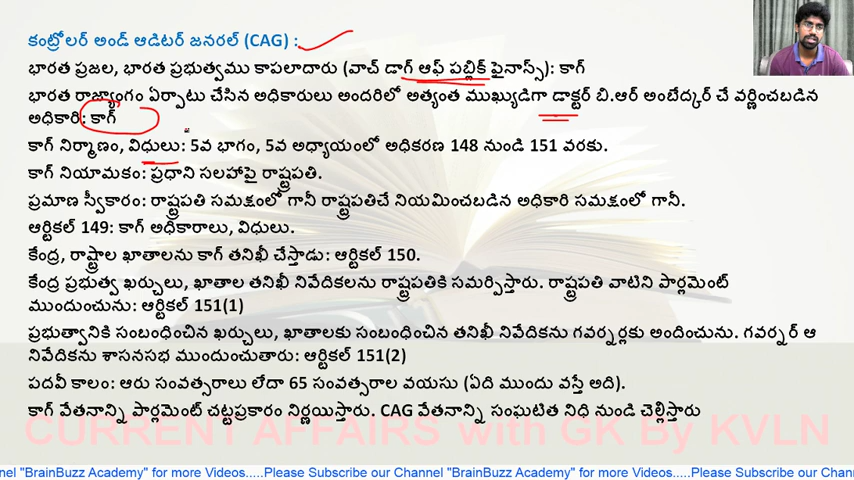 కంట్రోలర్ అండ్ ఆడిటర్ జనరల్ (CAG) :
భారత ప్రజల, భారత ప్రభుత్వము కాపలాదారు (వాచ్ డాగ్ ఆఫ్ పబ్లిక్ ఫైనాన్స్): కాగ్
భారత రాజ్యాంగం ఏర్పాటు చేసిన అధికారులు అందరిలో అత్యంత ముఖ్యుడిగా డాక్టర్ బి.ఆర్ అంబేద్కర్ చే వర్ణించబడిన
అధికారి: కాగ్
కాగ్ నిర్మాణం, విధులు: 5వ భాగం, 5వ అధ్యాయంలో అధికరణ 148 నుండి 151 వరకు.
కాగ్ నియామకం: ప్రధాని సలహాపై రాష్ట్రపతి.
ప్రమాణ స్వీకారం: రాష్ట్రపతి సమక్షంలో గానీ రాష్ట్రపతిచే నియమించబడిన అధికారి సమక్షంలో గానీ.
ఆర్టికల్ 149: కాగ్ అధికారాలు, విధులు.
కేంద్ర, రాష్ట్రాల ఖాతాలను కాగ్ తనిఖీ చేస్తాడు: ఆర్టికల్ 150.
కేంద్ర ప్రభుత్వ ఖర్చులు, ఖాతాల తనిఖీ నివేదికలను రాష్ట్రపతికి సమర్పిస్తారు. రాష్ట్రపతి వాటిని పార్లమెంట్
ముందుంచును: ఆర్టికల్ 151(1)
ప్రభుత్వానికి సంబంధించిన ఖర్చులు, ఖాతాలకు సంబంధించిన తనిఖీ నివేదికను గవర్నర్లకు అందించును. గవర్నర్ ఆ
నివేదికను శాసనసభ ముందుంచుతారు: ఆర్టికల్ 151(2)
పదవీ కాలం: ఆరు సంవత్సరాలు లేదా 65 సంవత్సరాల వయసు (ఏది ముందు వస్తే అది).
కాగ్ వేతనాన్ని పార్లమెంట్ చట్టప్రకారం నిర్ణయిస్తారు. CAG వేతనాన్ని సంఘటిత నిధి నుండి చెల్లిస్తారు
CURRENT AFFAIRS with GK By KVLN
nel "BrainBuzz Academy" for more Videos.....Please Subscribe our Channel "BrainBuzz Academy" for more Videos.....Please Subscribe our Chann